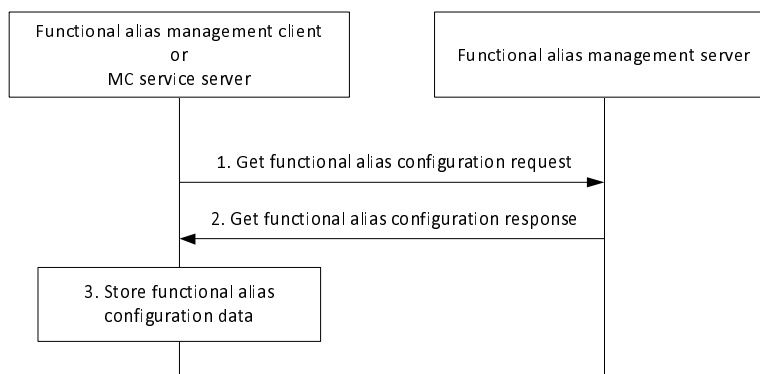 Functional alias management client
or
MC service server
Functional alias management server
1. Get functional alias configuration request
2. Get functional alias configuration response
3. Store functional alias
configuration data